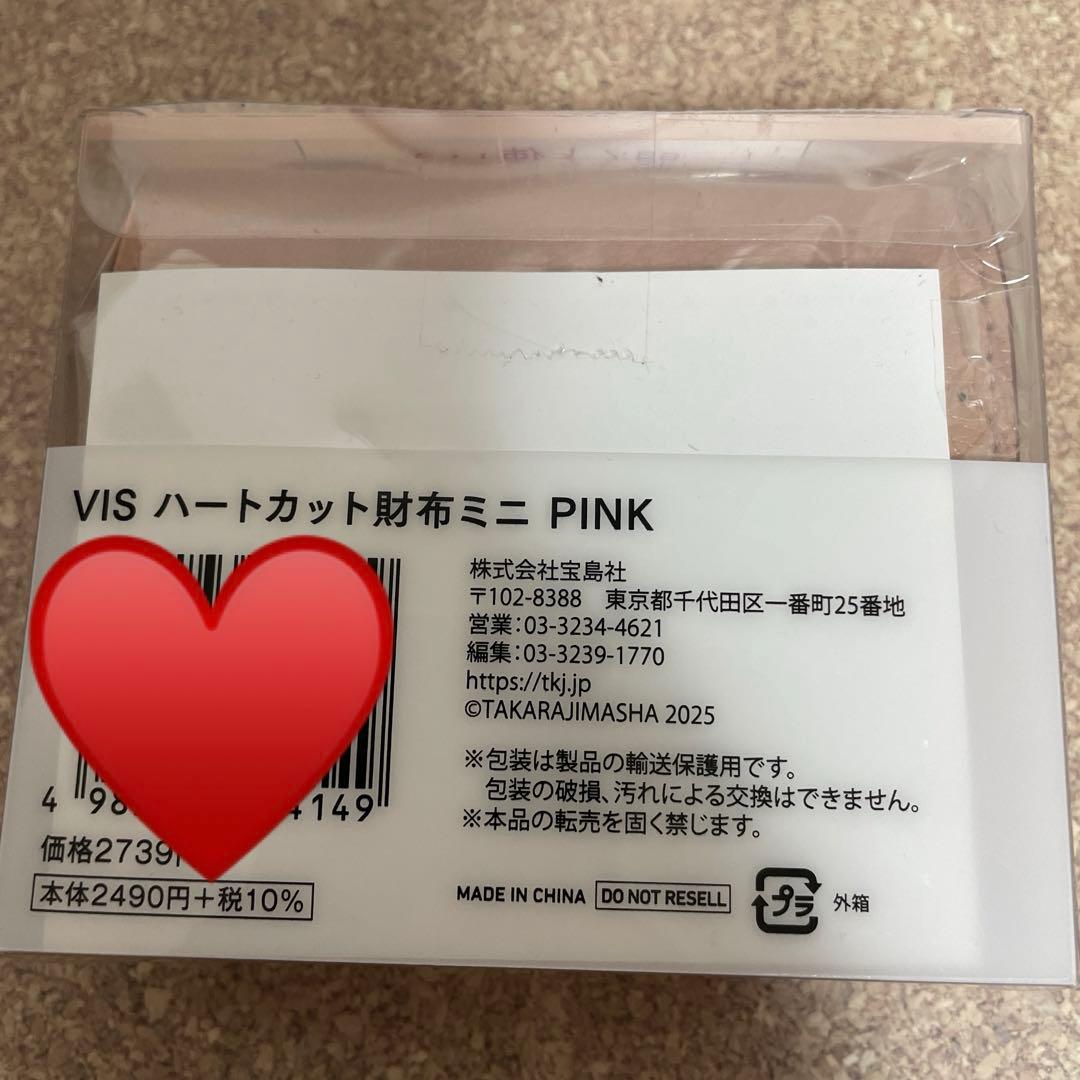 VIS ハートカット財布ミニ PINK
株式会社宝島社
〒102-8388 東京都千代田区一番町25番地
営業:03-3234-4621
編集:03-3239-1770
https://tkj.jp
©TAKARAJIMASHA 2025
※包装は製品の輸送保護用です。
包装の破損、汚れによる交換はできません。
※本品の転売を固く禁じます。
4 98 4149
価格2739円
本体2490円+税10%
MADE IN CHINA DO NOT RESELL
プラ 外箱